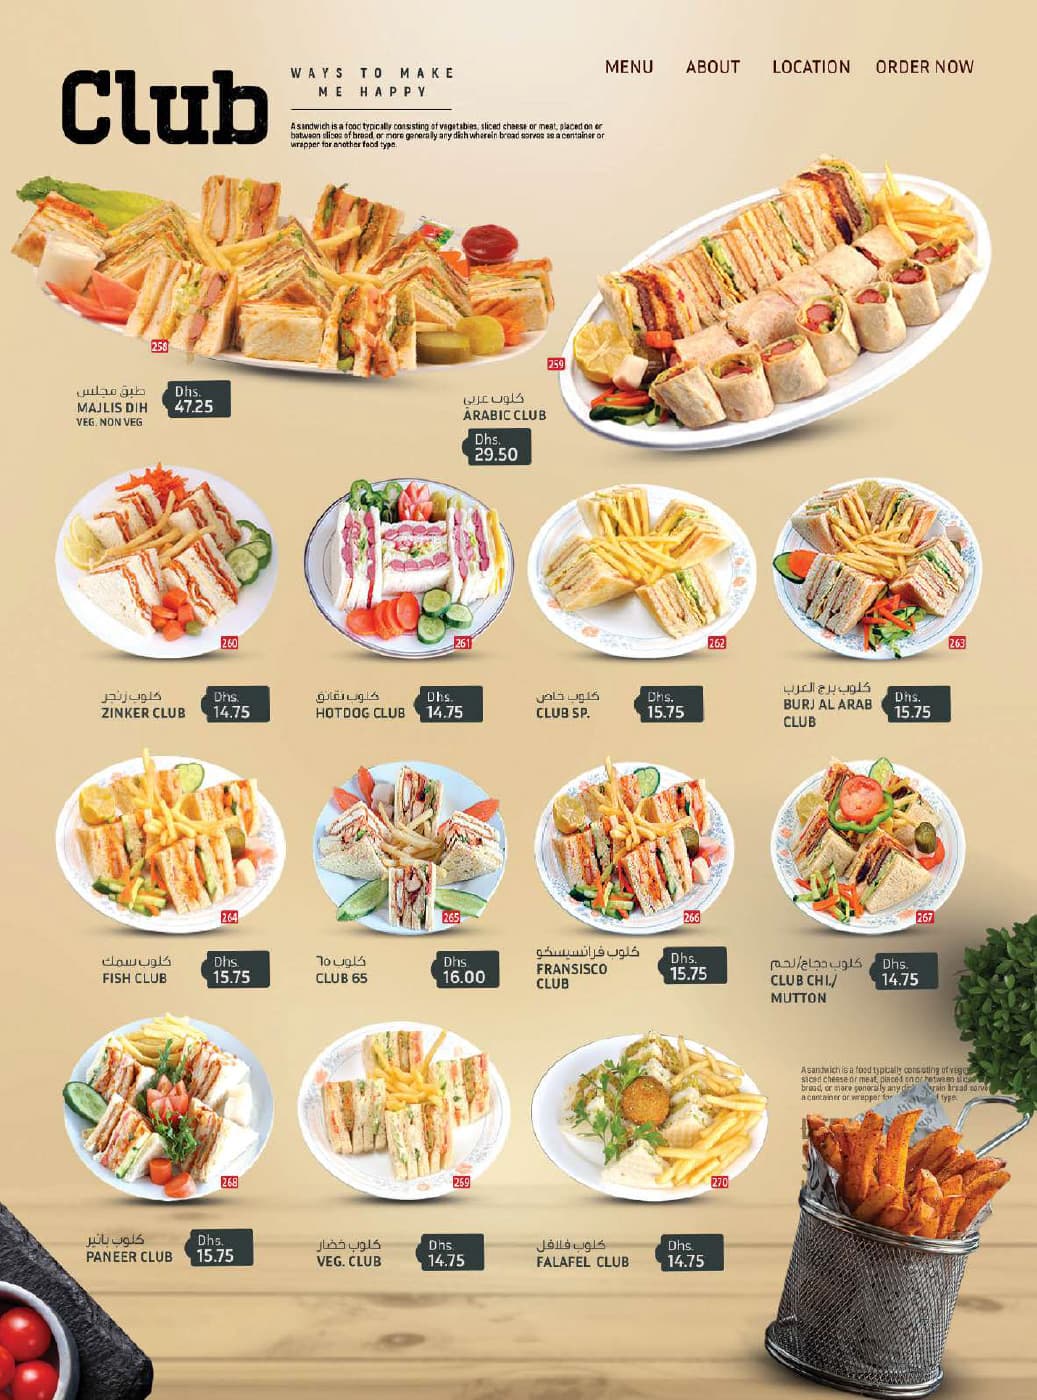 Club
WAYS TO MAKE
ME HAPPY
A sandwich is a food typically consisting of vegetables, sliced cheese or meat, placed on or
between slices of bread, or more generally any dish wherein bread serves as a container or
wrapper for another food type.
MENU ABOUT LOCATION ORDER NOW
258
طبق مجلس
MAJLIS DIH
VEG. NON VEG
Dhs.
47.25
259
كلوب عربي
ARABIC CLUB
Dhs.
29.50
260
كلوب زنجر
ZINKER CLUB
Dhs.
14.75
261
كلوب نقانق
HOTDOG CLUB
Dhs.
14.75
262
كلوب خاص
CLUB SP.
Dhs.
15.75
263
كلوب برج العرب
BURJ AL ARAB
CLUB
Dhs.
15.75
264
كلوب سمك
FISH CLUB
Dhs.
15.75
265
كلوب ٦٥
CLUB 65
Dhs.
16.00
266
كلوب فرانسيسكو
FRANSISCO
CLUB
Dhs.
15.75
267
كلوب دجاج/لحم
CLUB CHI./
MUTTON
Dhs.
14.75
268
كلوب بانير
PANEER CLUB
Dhs.
15.75
269
كلوب خضار
VEG. CLUB
Dhs.
14.75
270
كلوب فلافل
FALAFEL CLUB
Dhs.
14.75
A sandwich is a food typically consisting of
sliced cheese or meat, placed on or between
bread, or more generally any bread
a container or wrapper type.